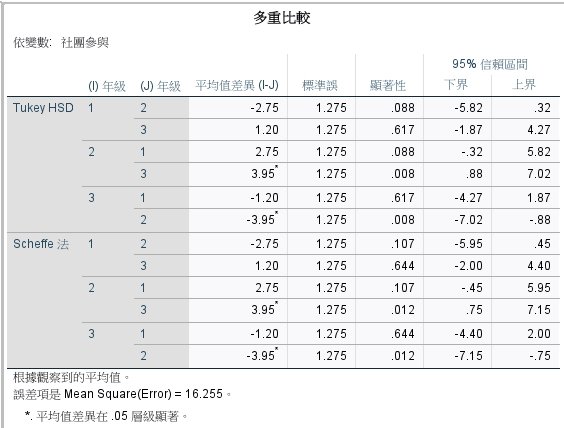 多重比較
依變數: 社團參與
95% 信賴區間
(I) 年級 (J) 年級 平均值差異 (I-J) 標準誤 顯著性 下界 上界
Tukey HSD 1 2 -2.75 1.275 .088 -5.82 .32
3 1.20 1.275 .617 -1.87 4.27
2 1 2.75 1.275 .088 -.32 5.82
3 3.95* 1.275 .008 .88 7.02
3 1 -1.20 1.275 .617 -4.27 1.87
2 -3.95* 1.275 .008 -7.02 -.88
Scheffe 法 1 2 -2.75 1.275 .107 -5.95 .45
3 1.20 1.275 .644 -2.00 4.40
2 1 2.75 1.275 .107 -.45 5.95
3 3.95* 1.275 .012 .75 7.15
3 1 -1.20 1.275 .644 -4.40 2.00
2 -3.95* 1.275 .012 -7.15 -.75
根據觀察到的平均值。
誤差項是 Mean Square(Error) = 16.255。
*. 平均值差異在 .05 層級顯著。